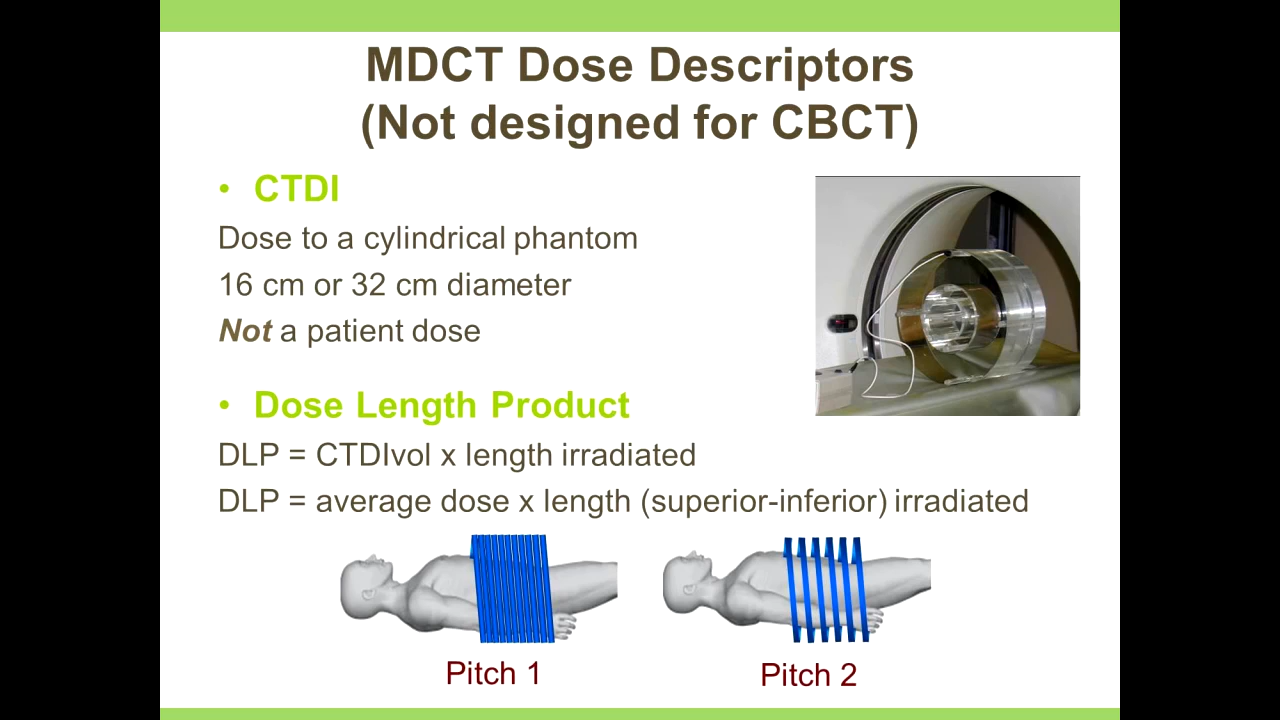 MDCT Dose Descriptors
(Not designed for CBCT)
• CTDI
Dose to a cylindrical phantom
16 cm or 32 cm diameter
Not a patient dose
• Dose Length Product
DLP = CTDIvol x length irradiated
DLP = average dose x length (superior-inferior) irradiated
Pitch 1
Pitch 2